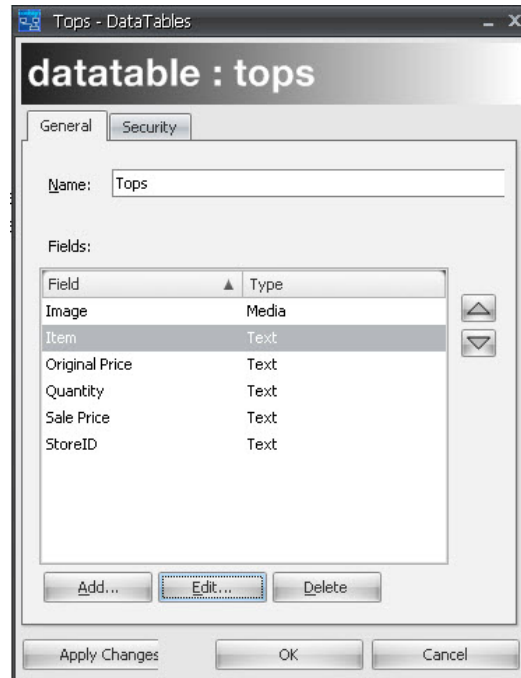 Tops - DataTables
datatable : tops
General Security
Name: Tops
Fields:
Field Type
Image Media
Item Text
Original Price Text
Quantity Text
Sale Price Text
StoreID Text
Add... Edit... Delete
Apply Changes OK Cancel